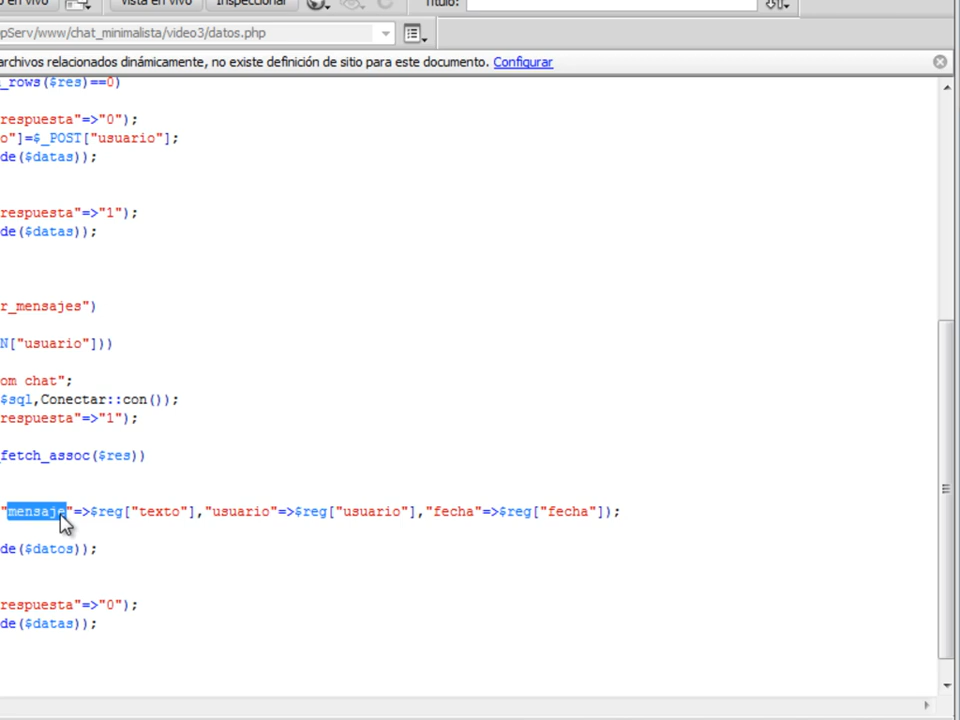 en vivo Vista en vivo Inspeccionar Título:
pServ/www/chat_minimalista/video3/datos.php
archivos relacionados dinámicamente, no existe definición de sitio para este documento. Configurar
_rows($res)==0)
respuesta"=>"0");
o"]=$_POST["usuario"];
de($datas));
respuesta"=>"1");
de($datas));
r_mensajes")
N["usuario"]))
om chat";
$sql,Conectar::con());
respuesta"=>"1");
fetch_assoc($res))
"mensaje"=>$reg["texto"],"usuario"=>$reg["usuario"],"fecha"=>$reg["fecha"]);
de($datos));
respuesta"=>"0");
de($datas));